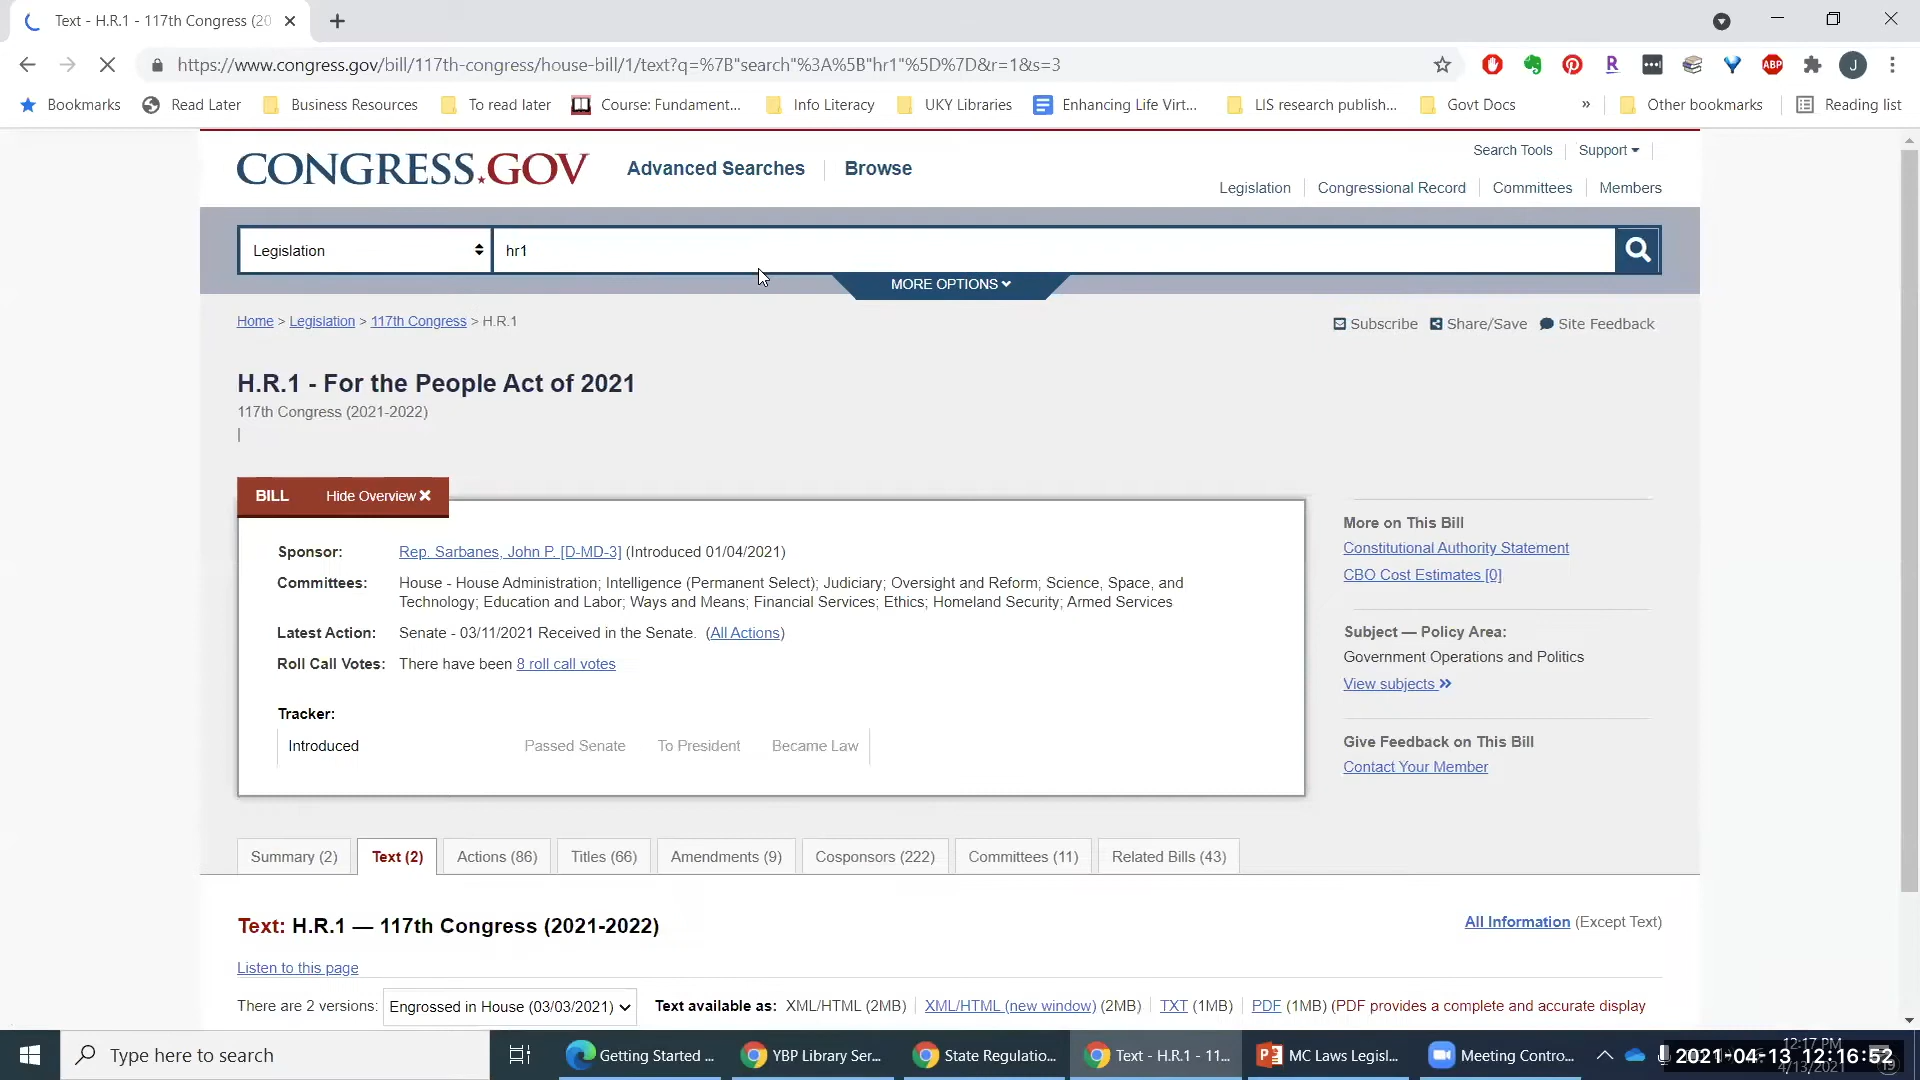 Text - H.R.1 - 117th Congress (20
https://www.congress.gov/bill/117th-congress/house-bill/1/text?q=%7B"search"%3A%5B"hr1"%5D%7D&r=1&s=3
ABP J
Bookmarks Read Later Business Resources To read later Course: Fundament... Info Literacy UKY Libraries Enhancing Life Virt... LIS research publish... Govt Docs » Other bookmarks Reading list
CONGRESS.GOV Advanced Searches Browse
Search Tools Support
Legislation Congressional Record Committees Members
Legislation hr1
MORE OPTIONS
Home > Legislation > 117th Congress > H.R.1
Subscribe Share/Save Site Feedback
H.R.1 - For the People Act of 2021
117th Congress (2021-2022)
|
BILL Hide Overview
Sponsor: Rep. Sarbanes, John P. [D-MD-3] (Introduced 01/04/2021)
Committees: House - House Administration; Intelligence (Permanent Select); Judiciary; Oversight and Reform; Science, Space, and
Technology; Education and Labor; Ways and Means; Financial Services; Ethics; Homeland Security; Armed Services
Latest Action: Senate - 03/11/2021 Received in the Senate. (All Actions)
Roll Call Votes: There have been 8 roll call votes
Tracker:
Introduced Passed Senate To President Became Law
More on This Bill
Constitutional Authority Statement
CBO Cost Estimates [0]
Subject — Policy Area:
Government Operations and Politics
View subjects »
Give Feedback on This Bill
Contact Your Member
Summary (2) Text (2) Actions (86) Titles (66) Amendments (9) Cosponsors (222) Committees (11) Related Bills (43)
Text: H.R.1 — 117th Congress (2021-2022)
All Information (Except Text)
Listen to this page
There are 2 versions: Engrossed in House (03/03/2021) Text available as: XML/HTML (2MB) XML/HTML (new window) (2MB) TXT (1MB) PDF (1MB) (PDF provides a complete and accurate display
Type here to search Getting Started ... YBP Library Ser... State Regulatio... Text - H.R.1 - 11... MC Laws Legisl... Meeting Contro...
12:17 PM
2021-04-13 12:16:52
4/13/2021
19